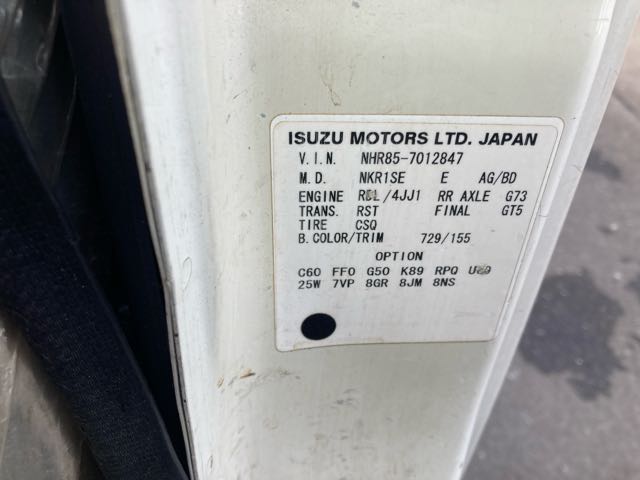 ISUZU MOTORS LTD. JAPAN
V.I.N. NHR85-7012847
M.D. NKR1SE E AG/BD
ENGINE /4JJ1 RR AXLE G73
TRANS. RST FINAL GT5
TIRE CSQ
B.COLOR/TRIM 729/155
OPTION
C60 FF0 G50 K89 RPQ
25W 7VP 8GR 8JM 8NS